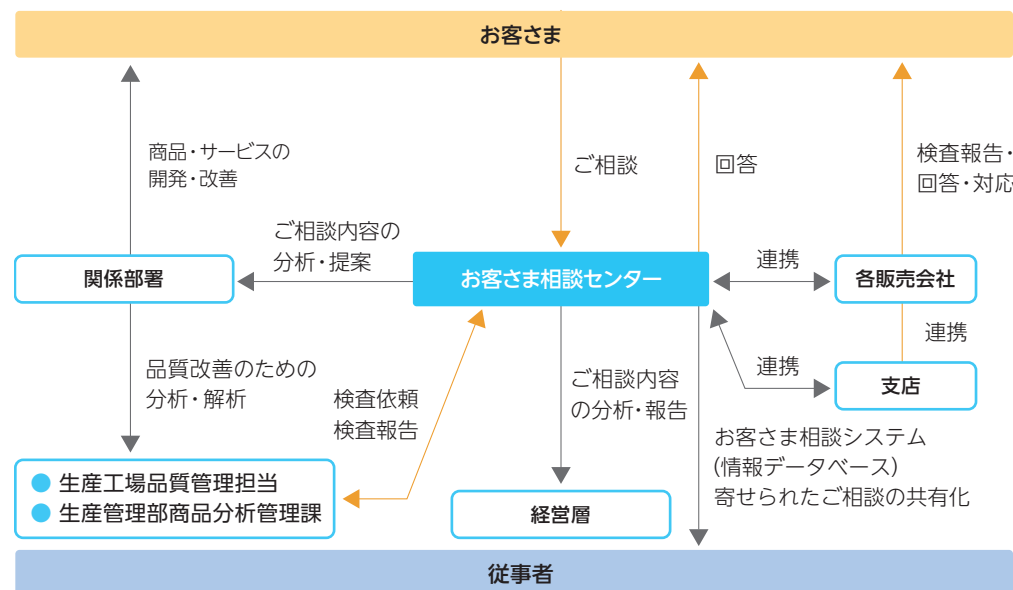 お客さま
商品・サービスの
開発・改善
ご相談
回答
検査報告・
回答・対応
ご相談内容の
分析・提案
関係部署
お客さま相談センター
連携
各販売会社
連携
支店
連携
品質改善のための
分析・解析
検査依頼
検査報告
ご相談内容
の分析・報告
お客さま相談システム
(情報データベース)
寄せられたご相談の共有化
● 生産工場品質管理担当
● 生産管理部商品分析管理課
経営層
従事者